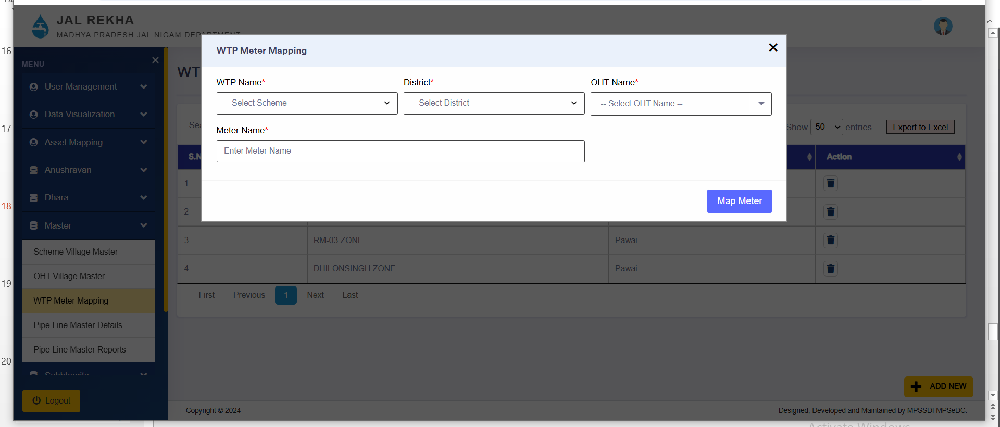 JAL REKHA
MADHYA PRADESH JAL NIGAM DEPARTMENT
16
17
18
19
20
MENU
User Management
Data Visualization
Asset Mapping
Anushravan
Dhara
Master
Scheme Village Master
OHT Village Master
WTP Meter Mapping
Pipe Line Master Details
Pipe Line Master Reports
Logout
WTP Meter Mapping
WTP Name* District* OHT Name*
-- Select Scheme -- -- Select District -- -- Select OHT Name --
Meter Name*
Enter Meter Name
Map Meter
WT
Sea
Show 50 entries Export to Excel
S.N Action
1
2
3 RM-03 ZONE Pawai
4 DHILONSINGH ZONE Pawai
First Previous 1 Next Last
ADD NEW
Copyright © 2024 Designed, Developed and Maintained by MPSSDI MPSeDC.
Activate Windows